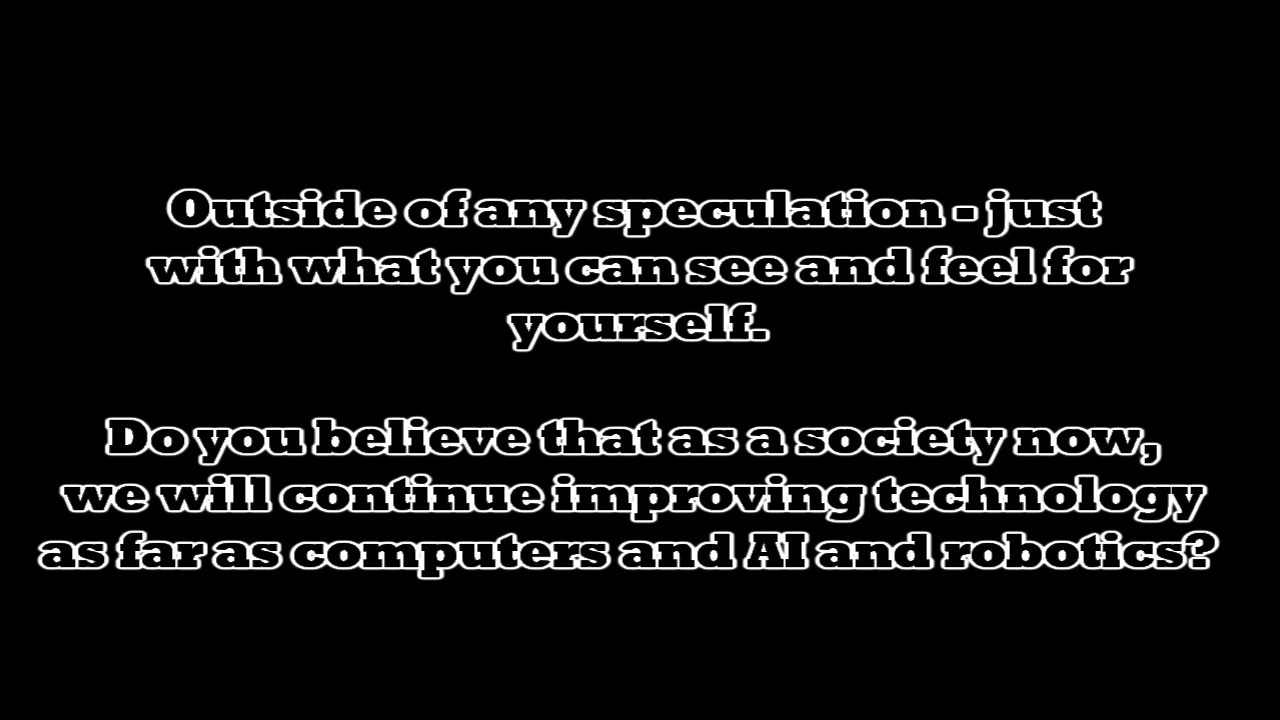 Outside of any speculation - just
with what you can see and feel for
yourself.
Do you believe that as a society now,
we will continue improving technology
as far as computers and AI and robotics?